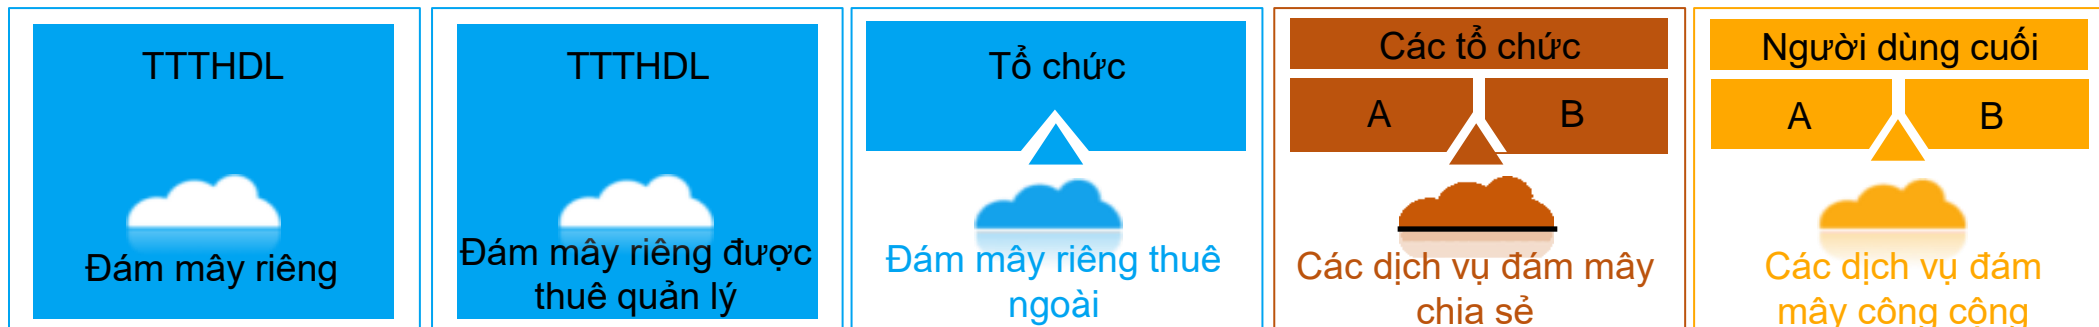 TTTHDL
Đám mây riêng
TTTHDL
Đám mây riêng được
thuê quản lý
Tổ chức
Đám mây riêng thuê
ngoài
Các tổ chức
A
B
Các dịch vụ đám mây
chia sẻ
Người dùng cuối
A
B
Các dịch vụ đám
mây công cộng